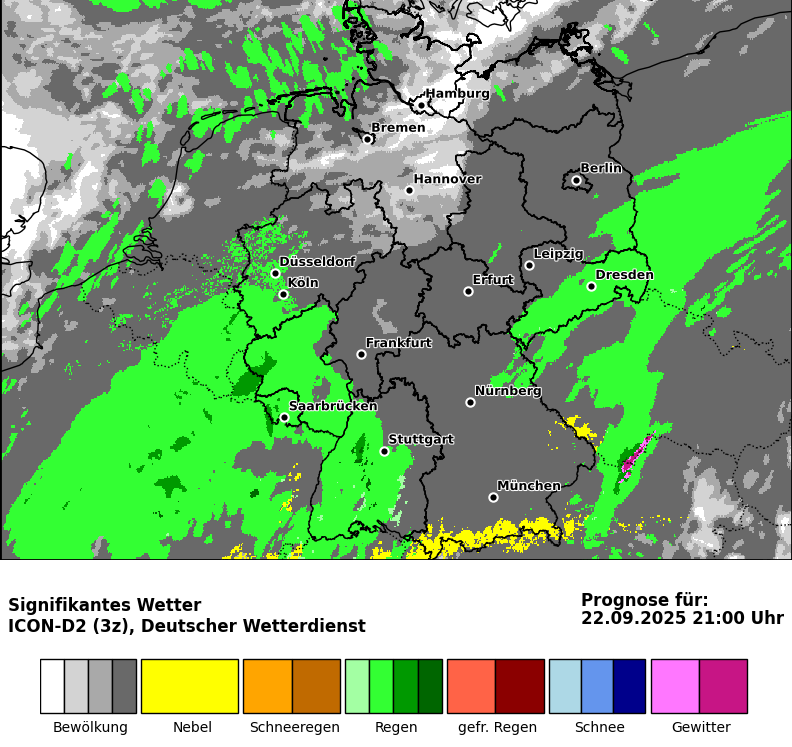 Hamburg
Bremen
Berlin
Hannover
Leipzig
Düsseldorf
Dresden
Erfurt
Köln
Frankfurt
Nürnberg
Saarbrücken
Stuttgart
München
Signifikantes Wetter
ICON-D2 (3z), Deutscher Wetterdienst
Prognose für:
22.09.2025 21:00 Uhr
Bewölkung
Nebel
Schneeregen
Regen
gefr. Regen
Schnee
Gewitter